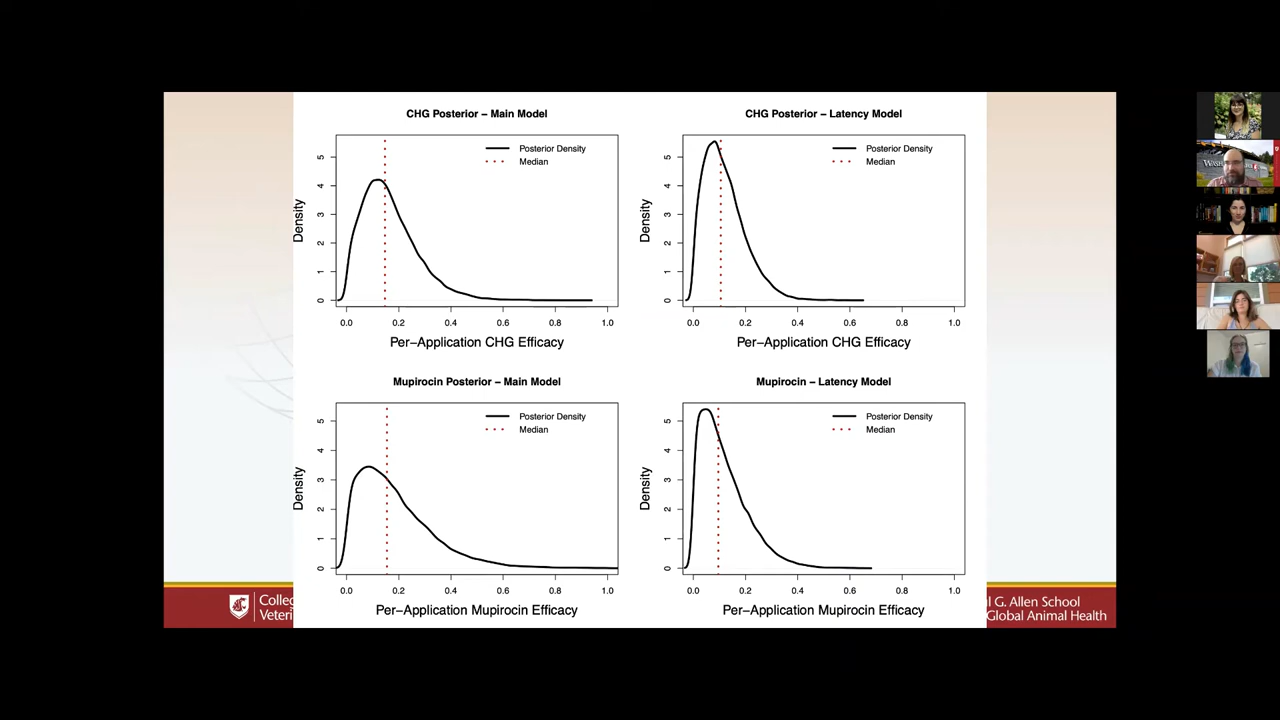 CHG Posterior – Main Model
Posterior Density
Median
Density
0 1 2 3 4 5
0.0 0.2 0.4 0.6 0.8 1.0
Per−Application CHG Efficacy
CHG Posterior – Latency Model
Posterior Density
Median
Density
0 1 2 3 4 5
0.0 0.2 0.4 0.6 0.8 1.0
Per−Application CHG Efficacy
Mupirocin Posterior – Main Model
Posterior Density
Median
Density
0 1 2 3 4 5
0.0 0.2 0.4 0.6 0.8 1.0
Per−Application Mupirocin Efficacy
Mupirocin – Latency Model
Posterior Density
Median
Density
0 1 2 3 4 5
0.0 0.2 0.4 0.6 0.8 1.0
Per−Application Mupirocin Efficacy
Colleg
Veteri
l G. Allen School
Global Animal Health